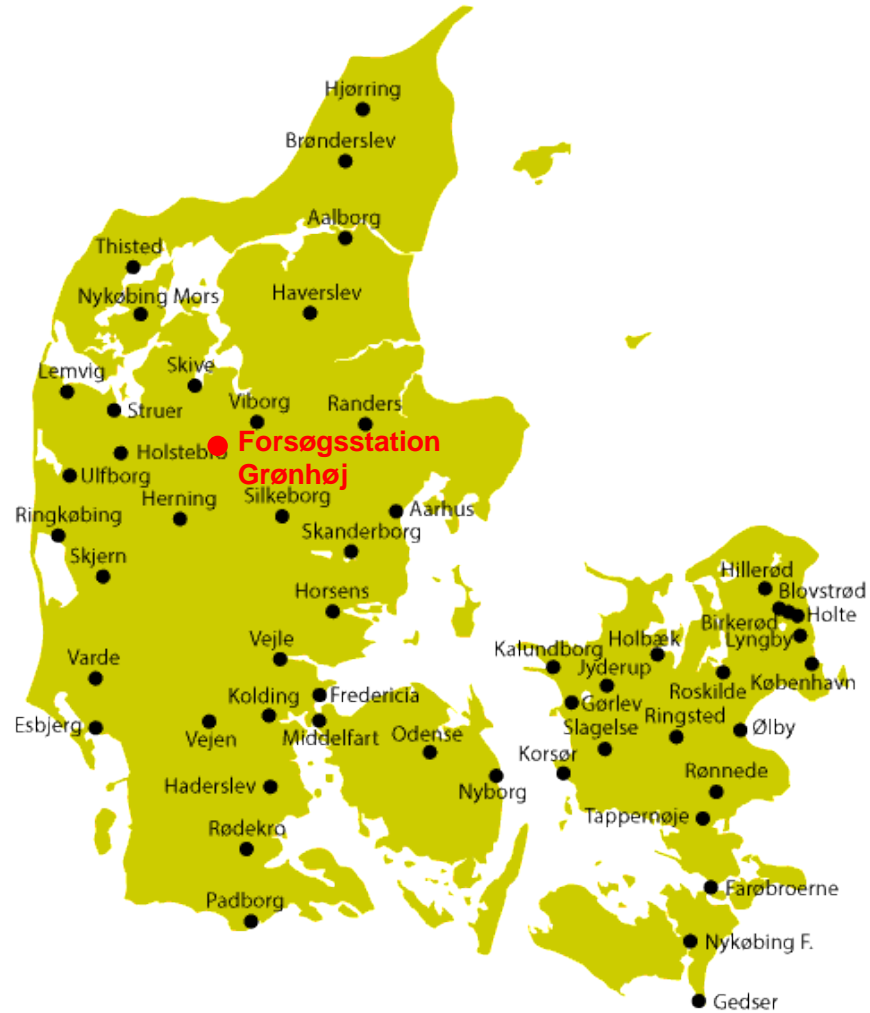 Hjørring
Brønderslev
Aalborg
Thisted
Nykøbing Mors
Haverslev
Skive
Lemvig
Viborg
Randers
Struer
Forsøgsstation
Grønhøj
Holstebro
Ulfborg
Herning
Silkeborg
Aarhus
Ringkøbing
Skanderborg
Skjern
Horsens
Hillerød
Blovstrød
Birkerød
Holte
Lyngby
Holbæk
Kalundborg
Jyderup
Vejle
Varde
Roskilde
København
Kolding
Fredericia
Gørlev
Ringsted
Esbjerg
Vejen
Middelfart
Odense
Slagelse
Ølby
Korsør
Haderslev
Nyborg
Rønnede
Tappernøje
Rødekro
Farøbroerne
Padborg
Nykøbing F.
Gedser